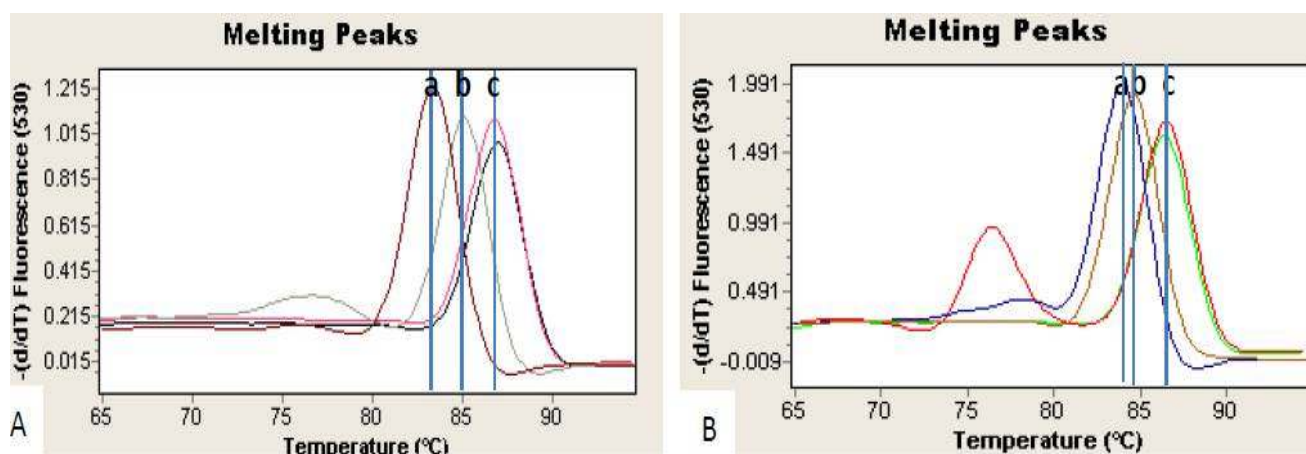 Melting Peaks
a b c
-(d/dT) Fluorescence (530)
1.215
1.015
0.815
0.615
0.415
0.215
0.015
65 70 75 80 85 90
Temperature (°C)
A
Melting Peaks
a b c
-(d/dT) Fluorescence (530)
1.991
1.491
0.991
0.491
-0.009
65 70 75 80 85 90
Temperature (°C)
B